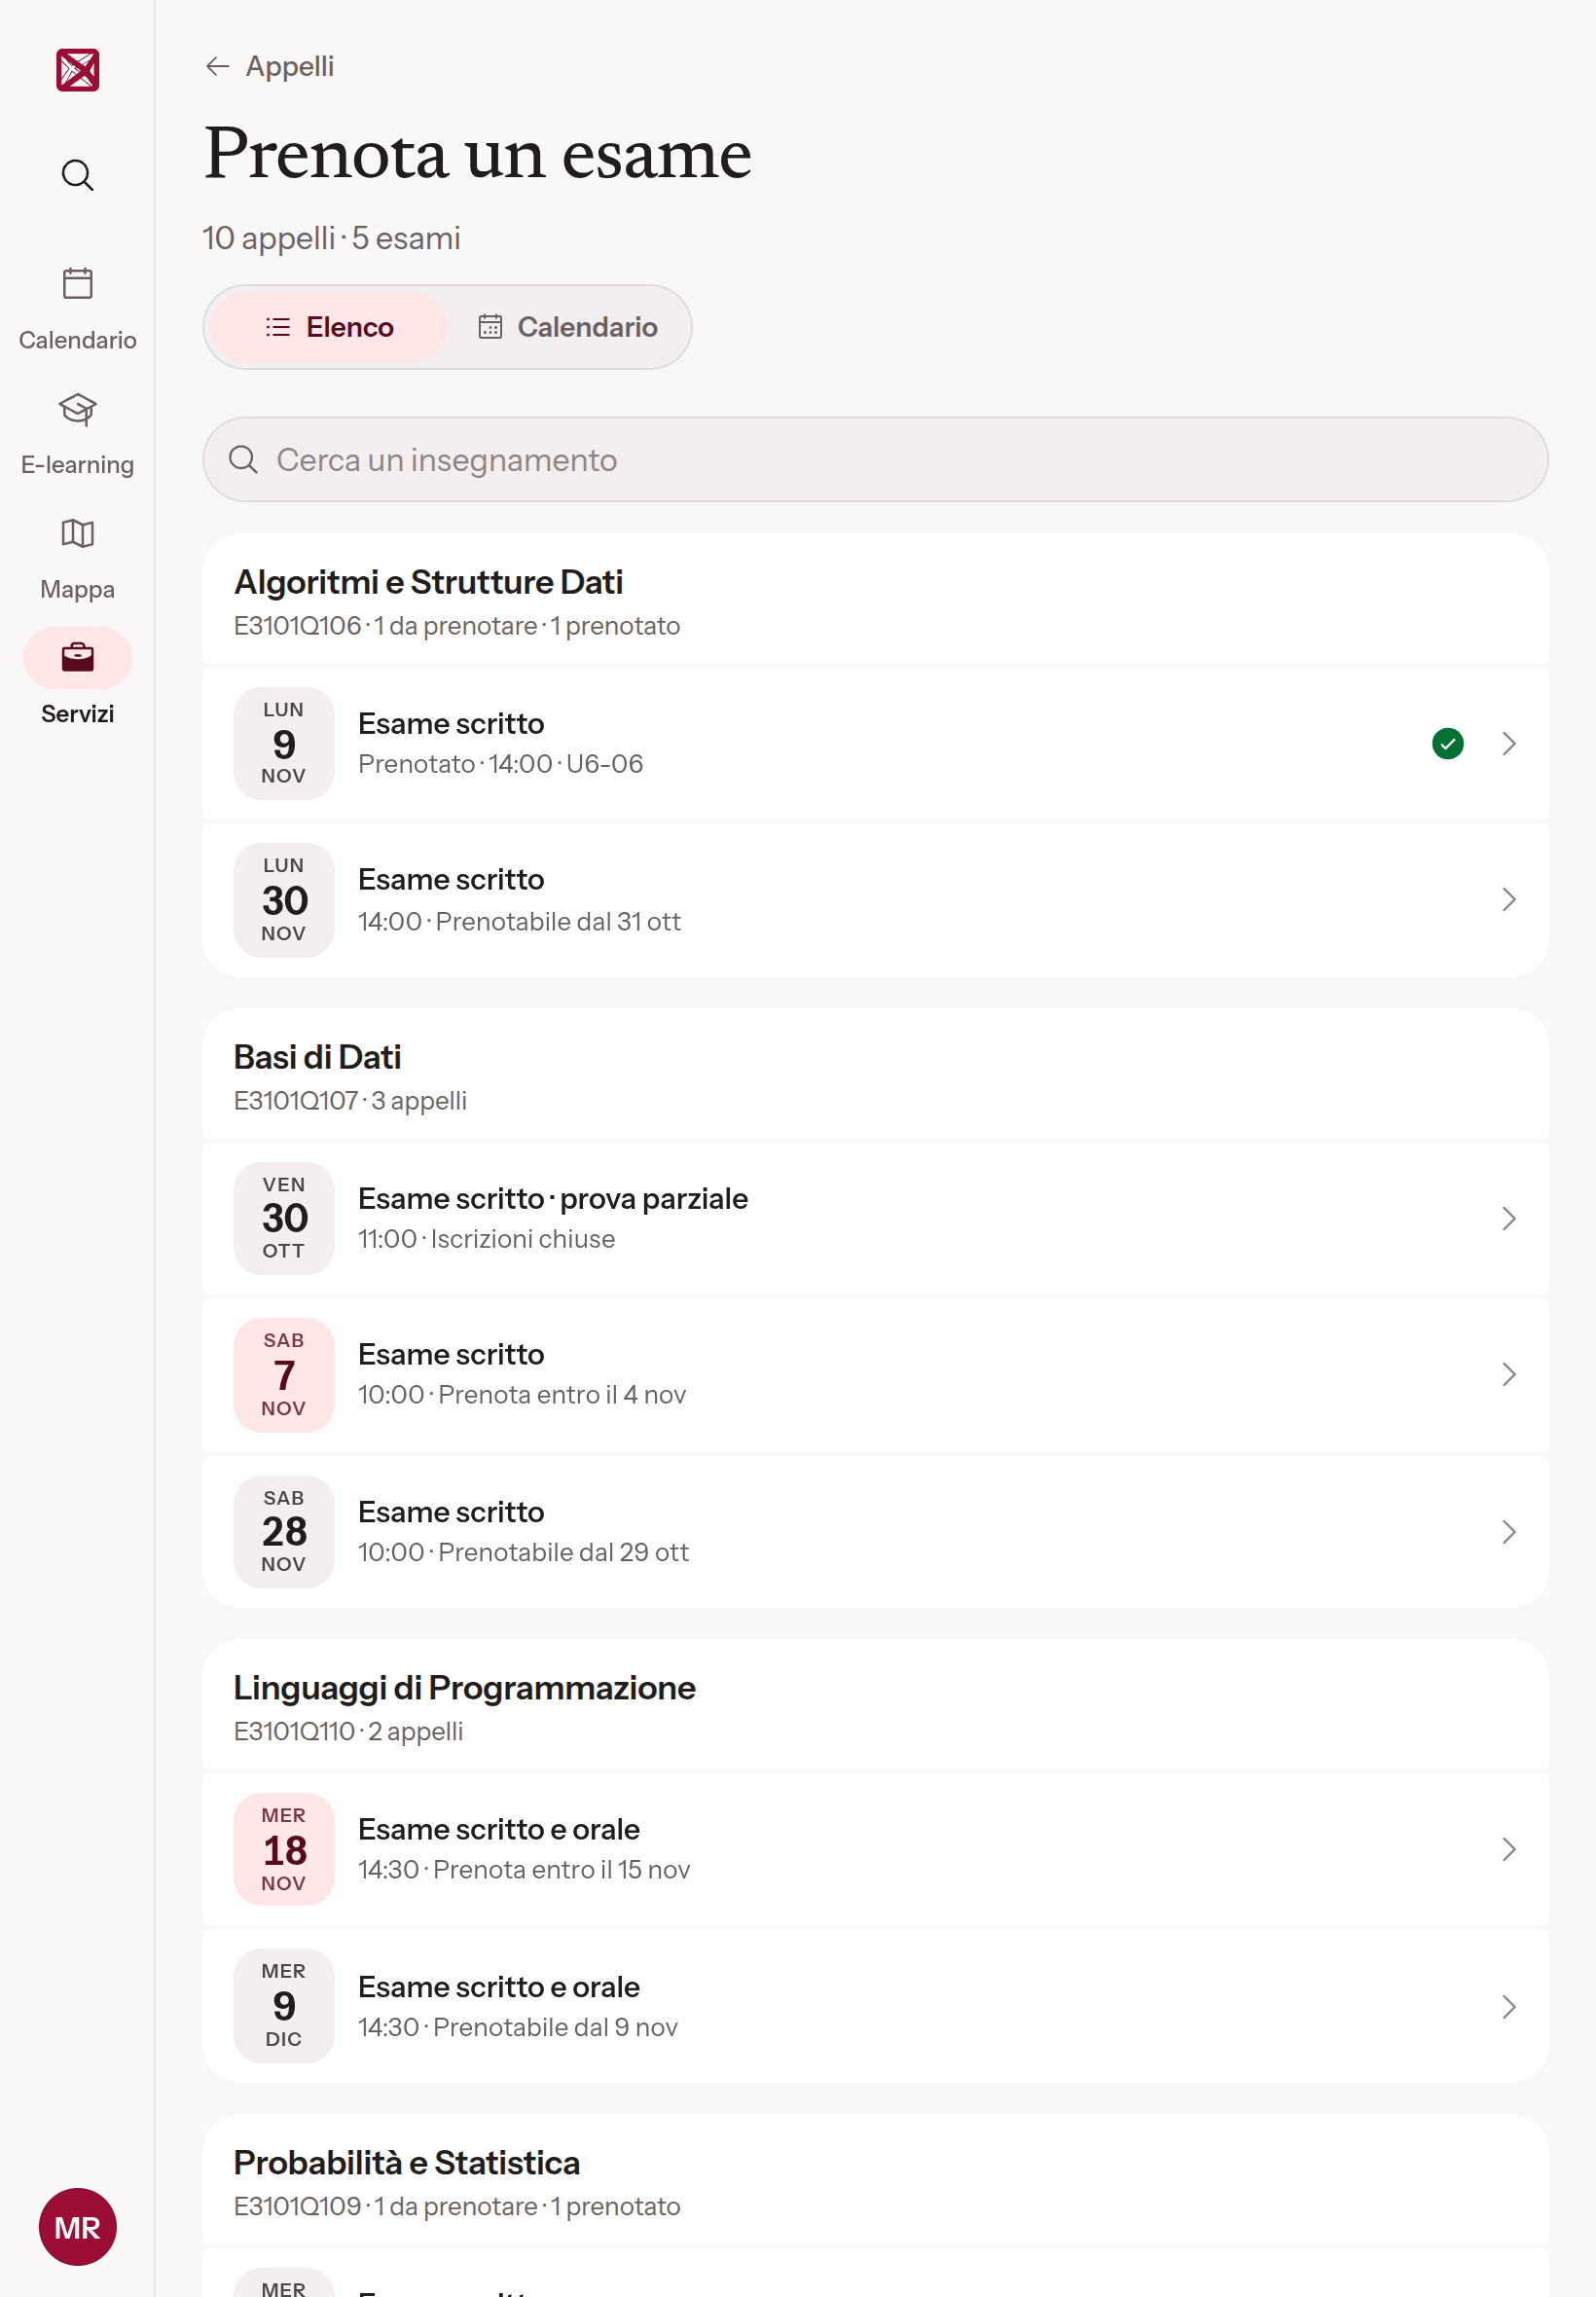 Appelli
Prenota un esame
10 appelli · 5 esami
Elenco
Calendario
Cerca un insegnamento
Calendario
E-learning
Mappa
Servizi
MR
Algoritmi e Strutture Dati
E3101Q106 · 1 da prenotare · 1 prenotato
LUN
9
NOV
Esame scritto
Prenotato · 14:00 · U6-06
LUN
30
NOV
Esame scritto
14:00 · Prenotabile dal 31 ott
Basi di Dati
E3101Q107 · 3 appelli
VEN
30
OTT
Esame scritto · prova parziale
11:00 · Iscrizioni chiuse
SAB
7
NOV
Esame scritto
10:00 · Prenota entro il 4 nov
SAB
28
NOV
Esame scritto
10:00 · Prenotabile dal 29 ott
Linguaggi di Programmazione
E3101Q110 · 2 appelli
MER
18
NOV
Esame scritto e orale
14:30 · Prenota entro il 15 nov
MER
9
DIC
Esame scritto e orale
14:30 · Prenotabile dal 9 nov
Probabilità e Statistica
E3101Q109 · 1 da prenotare · 1 prenotato
MER